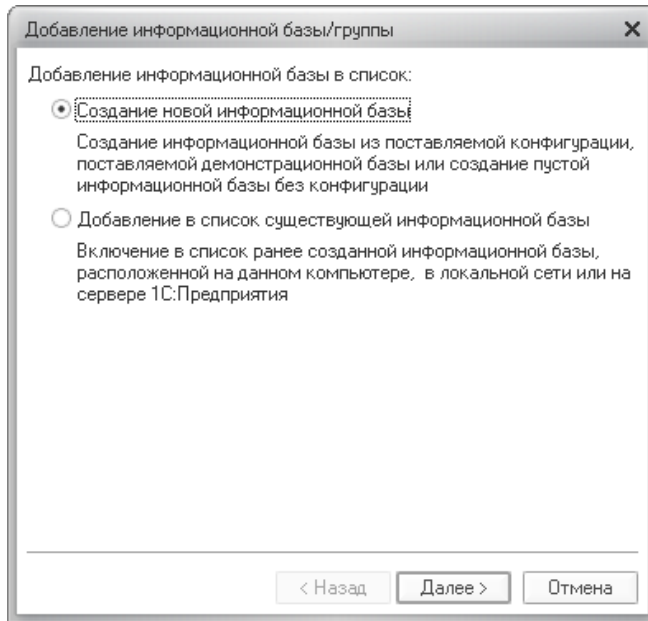 Добавление информационной базы/группы
Добавление информационной базы в список:
Создание новой информационной базы
Создание информационной базы из поставляемой конфигурации,
поставляемой демонстрационной базы или создание пустой
информационной базы без конфигурации
Добавление в список существующей информационной базы
Включение в список ранее созданной информационной базы,
расположенной на данном компьютере, в локальной сети или на
сервере 1С:Предприятия
< Назад Далее > Отмена